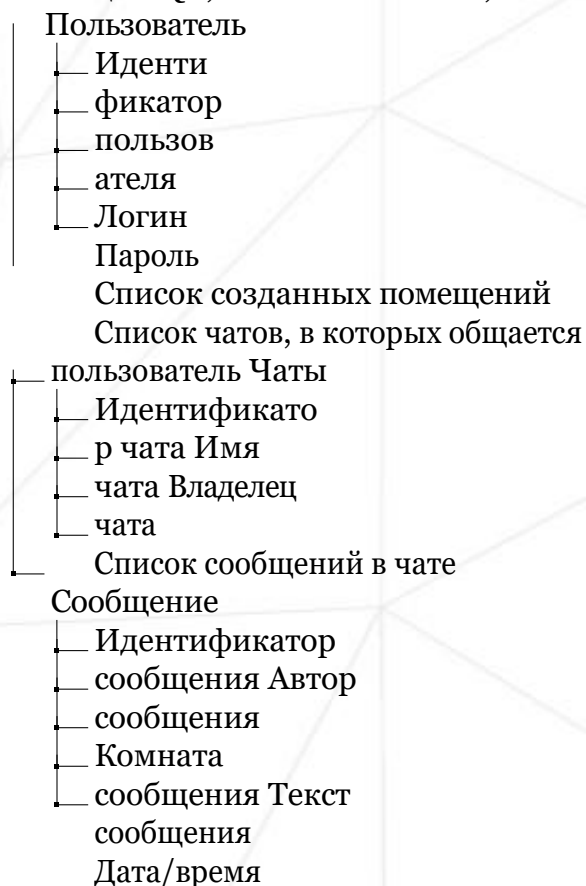 Пользователь
Иденти
фикатор
пользов
ателя
Логин
Пароль
Список созданных помещений
Список чатов, в которых общается
пользователь Чаты
Идентификато
р чата Имя
чата Владелец
чата
Список сообщений в чате
Сообщение
Идентификатор
сообщения Автор
сообщения
Комната
сообщения Текст
сообщения
Дата/время